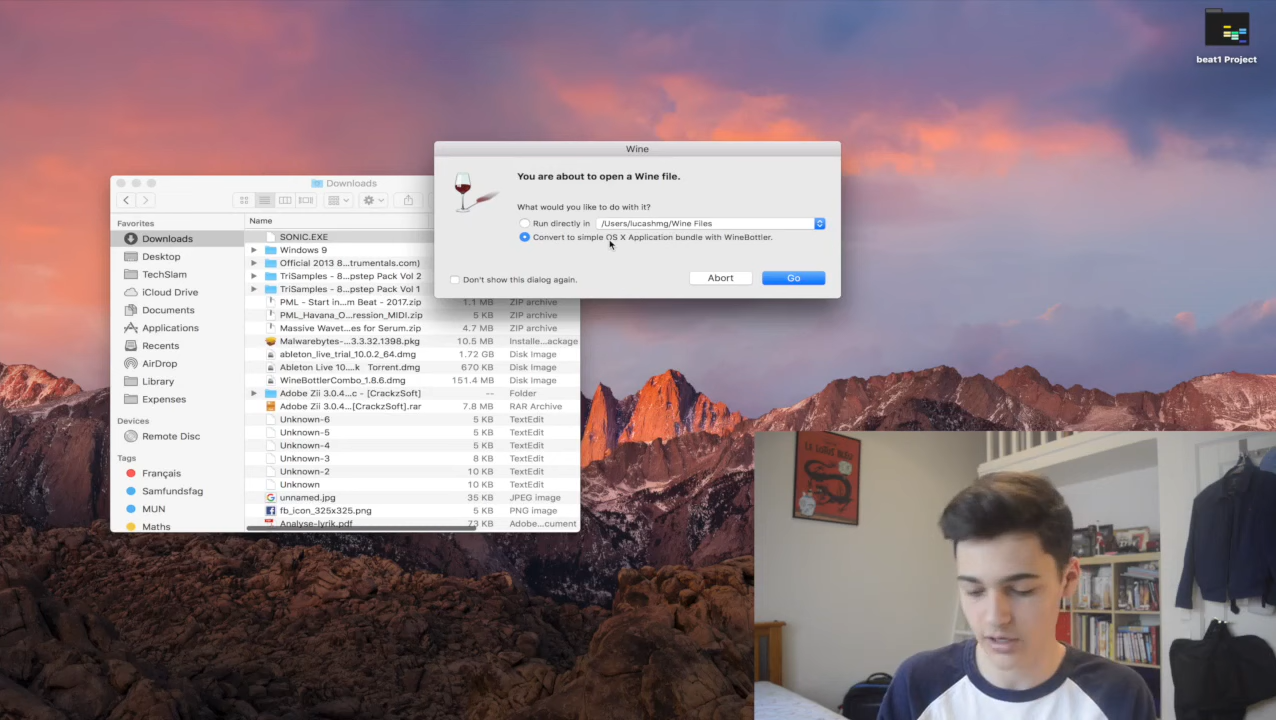 beat1 Project
Wine
You are about to open a Wine file.
What would you like to do with it?
Run directly in /Users/lucashmg/Wine Files
Convert to simple OS X Application bundle with WineBottler.
Don't show this dialog again.
Abort
Go
Downloads
Favorites
Downloads
Desktop
TechSlam
iCloud Drive
Documents
Applications
Recents
AirDrop
Library
Expenses
Devices
Remote Disc
Tags
Français
Samfundsfag
MUN
Maths
Name
SONIC.EXE
Windows 9
Official 2013 8...trumentals.com)
TriSamples - 8...pstep Pack Vol 2
TriSamples - 8...pstep Pack Vol 1
PML - Start in...m Beat - 2017.zip 1.1 MB ZIP archive
PML_Havana_O...ression_MIDI.zip 5 KB ZIP archive
Massive Wavet...es for Serum.zip 4.7 MB ZIP archive
Malwarebytes-...3.3.32.1398.pkg 10.5 MB Installe...ackage
ableton_live_trial_10.0.2_64.dmg 1.72 GB Disk Image
Ableton Live 10....k Torrent.dmg 670 KB Disk Image
WineBottlerCombo_1.8.6.dmg 151.4 MB Disk Image
Adobe Zii 3.0.4...c - [CrackzSoft] -- Folder
Adobe Zii 3.0.4...[CrackzSoft].rar 7.8 MB RAR Archive
Unknown-6 5 KB TextEdit
Unknown-5 5 KB TextEdit
Unknown-4 5 KB TextEdit
Unknown-3 8 KB TextEdit
Unknown-2 10 KB TextEdit
Unknown 10 KB TextEdit
unnamed.jpg 35 KB JPEG image
fb_icon_325x325.png 5 KB PNG image
Analyse-lyrik.pdf 73 KB Adobe...cument